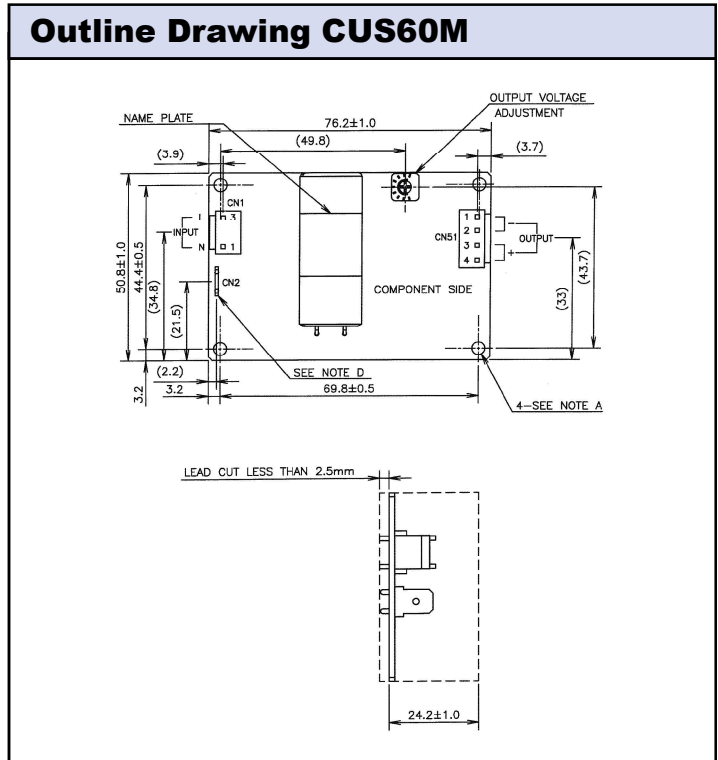 Outline Drawing CUS60M
OUTPUT VOLTAGE
ADJUSTMENT
NAME PLATE
76.2±1.0
(49.8)
(3.7)
(3.9)
CN1
L
3
INPUT
N
1
CN2
CN51
1
2
3
4
-
+
OUTPUT
COMPONENT SIDE
50.8±1.0
44.4±0.5
(34.8)
(21.5)
(33)
(43.7)
(2.2)
3.2
3.2
SEE NOTE D
69.8±0.5
4-SEE NOTE A
LEAD CUT LESS THAN 2.5mm
24.2±1.0